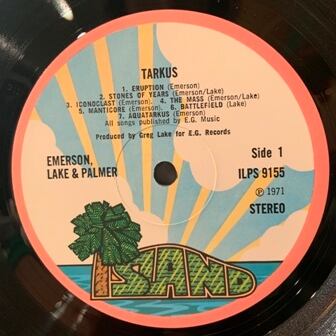 TARKUS
1. ERUPTION (Emerson)
2. STONES OF YEARS (Emerson/Lake)
3. ICONOCLAST (Emerson). 4. THE MASS (Emerson/Lake)
5. MANTICORE (Emerson). 6. BATTLEFIELD (Lake)
7. AQUATARKUS (Emerson)
All songs published by E.G. Music
Produced by Greg Lake for E.G. Records
EMERSON,
LAKE & PALMER
Side 1
ILPS 9155
℗ 1971
STEREO
ISLAND